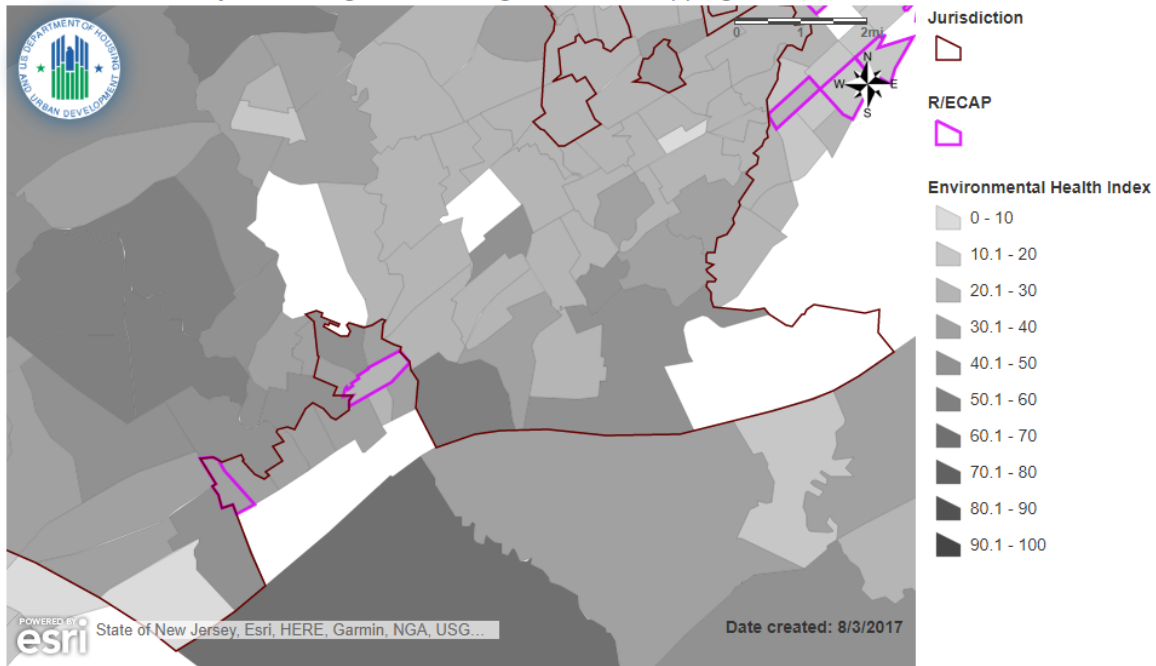 U.S. DEPARTMENT OF HOUSING
AND URBAN DEVELOPMENT
0 1 2mi
N
W E
S
Jurisdiction
R/ECAP
Environmental Health Index
0 - 10
10.1 - 20
20.1 - 30
30.1 - 40
40.1 - 50
50.1 - 60
60.1 - 70
70.1 - 80
80.1 - 90
90.1 - 100
POWERED BY
esri
State of New Jersey, Esri, HERE, Garmin, NGA, USG...
Date created: 8/3/2017